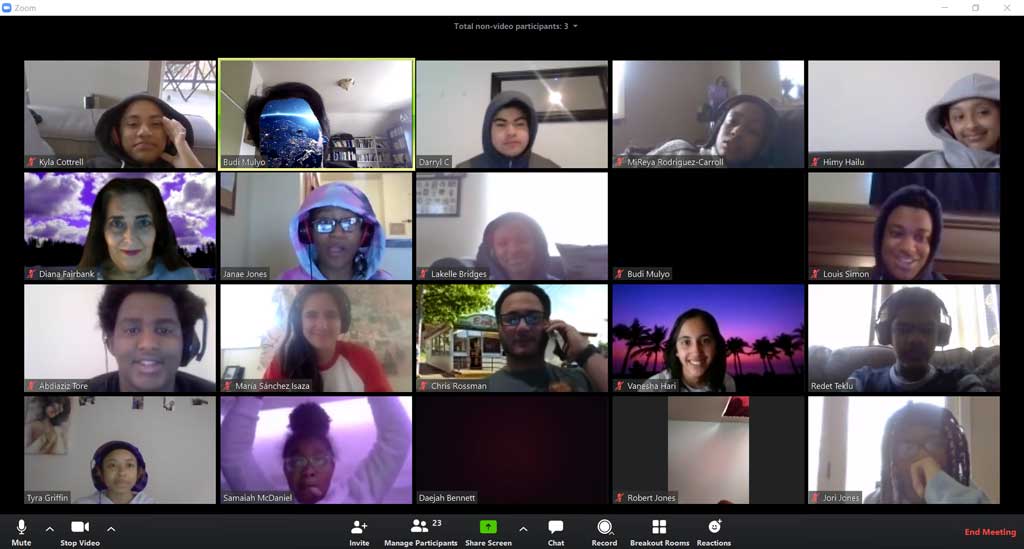 Zoom
Total non-video participants: 3
Kyla Cottrell
Budi Mulyo
Darryl C
MiReya Rodriguez-Carroll
Himy Hailu
Diana Fairbank
Janae Jones
Lakelle Bridges
Budi Mulyo
Louis Simon
Abdiaziz Tore
María Sánchez Isaza
Chris Rossman
Vanesha Hari
Redet Teklu
Tyra Griffin
Samaiah McDaniel
Daejah Bennett
Robert Jones
Jori Jones
Mute
Stop Video
Invite
Manage Participants 23
Share Screen
Chat
Record
Breakout Rooms
Reactions
End Meeting